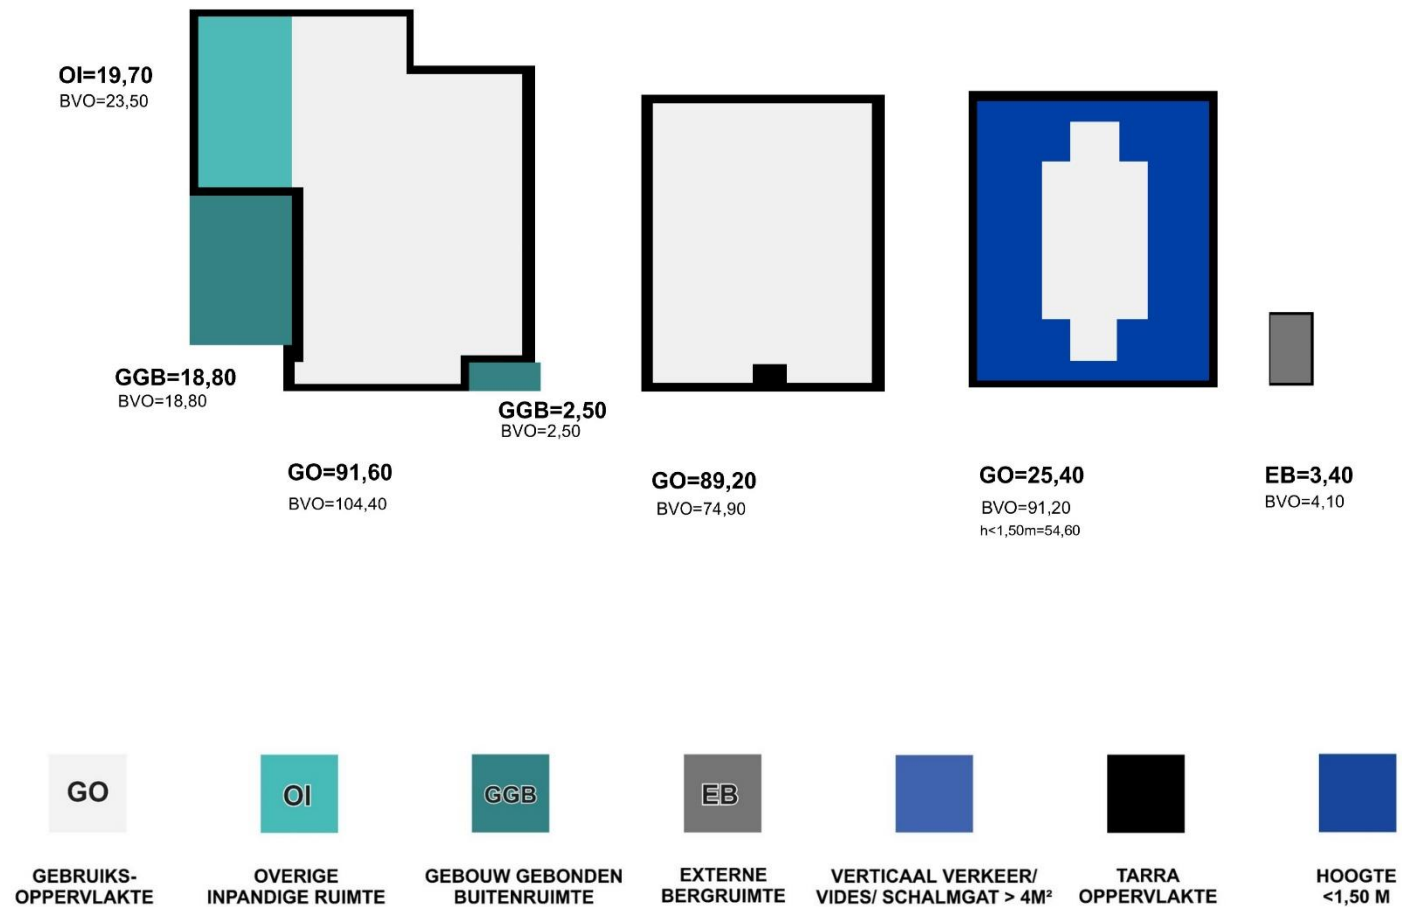 OI=19,70
BVO=23,50
GGB=18,80
BVO=18,80
GGB=2,50
BVO=2,50
GO=91,60
BVO=104,40
GO=89,20
BVO=74,90
GO=25,40
BVO=91,20
h<1,50m=54,60
EB=3,40
BVO=4,10
GO
OI
GGB
EB
GEBRUIKS-
OPPERVLAKTE
OVERIGE
INPANDIGE RUIMTE
GEBOUW GEBONDEN
BUITENRUIMTE
EXTERNE
BERGRUIMTE
VERTICAAL VERKEER/
VIDES/ SCHALMGAT > 4M²
TARRA
OPPERVLAKTE
HOOGTE
<1,50 M